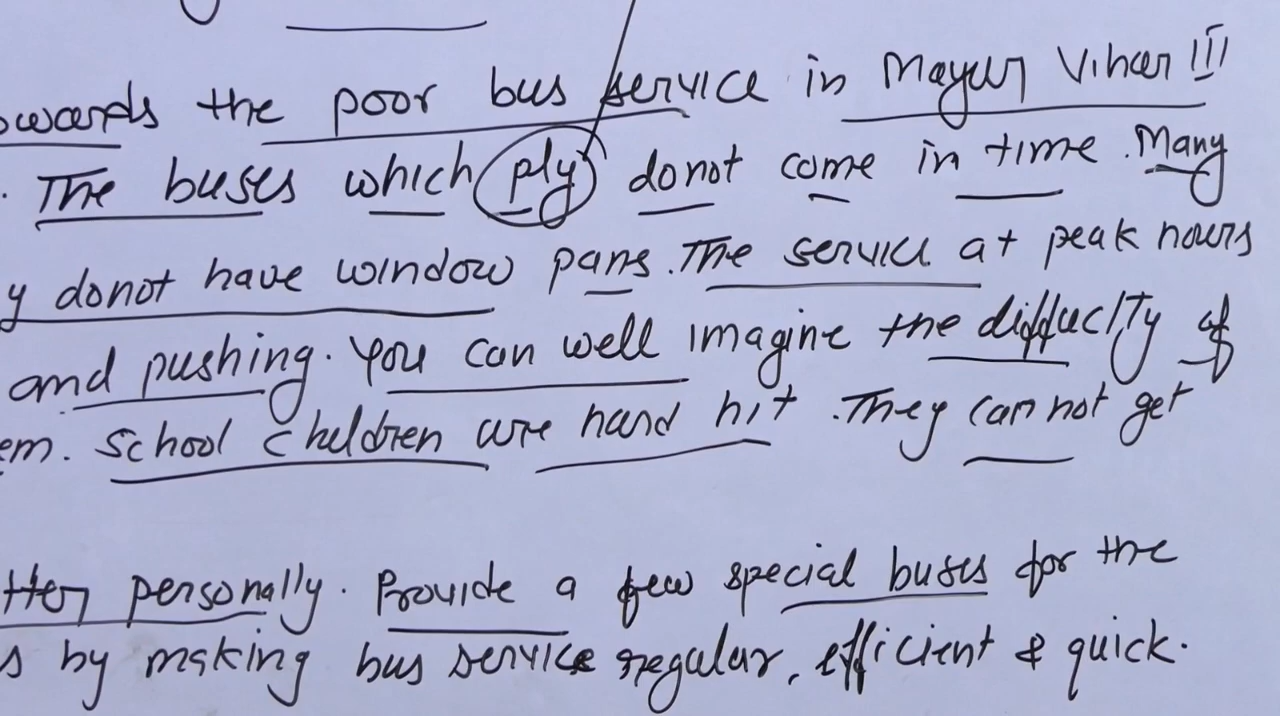 towards the poor bus service in Mayur Vihar III
. The buses which ply donot come in time. Many
y donot have window pans. The service at peak hours
and pushing. You can well imagine the difficulty of
em. School children are hard hit. They can not get
tter personally. Provide a few special buses for the
s by making bus service regular, efficient & quick.